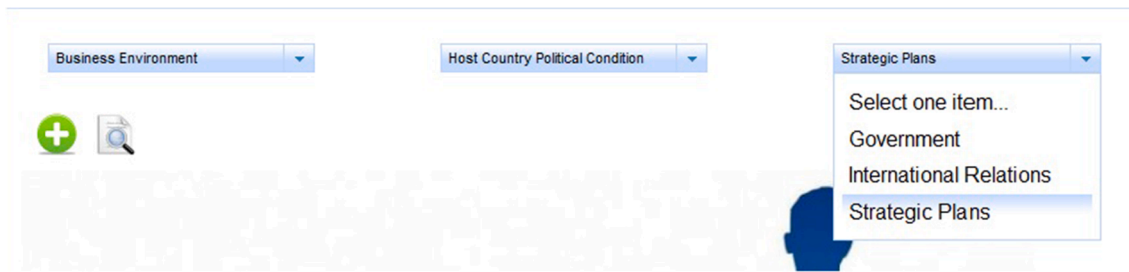 Business Environment
Host Country Political Condition
Strategic Plans
Select one item...
Government
International Relations
Strategic Plans